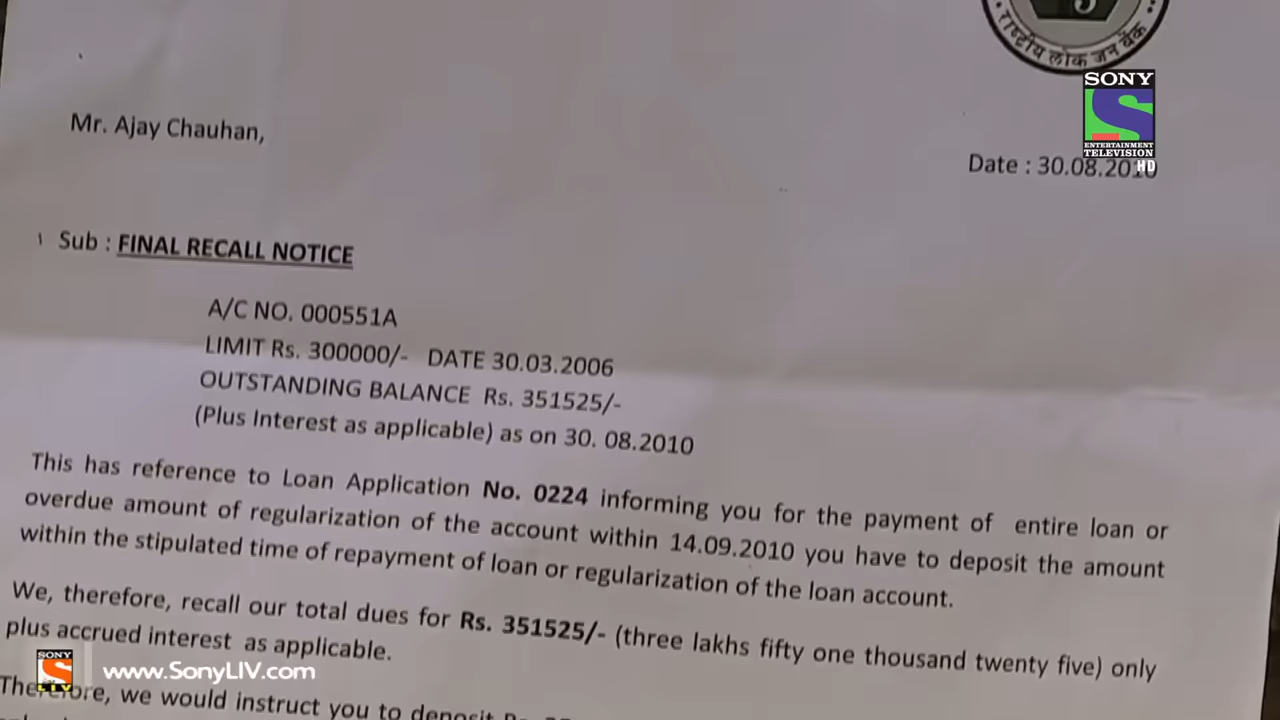 राष्ट्रीय लोक जन बैंक
SONY
ENTERTAINMENT
TELEVISION
HD
Mr. Ajay Chauhan,
Date : 30.08.2010
Sub : FINAL RECALL NOTICE
A/C NO. 000551A
LIMIT Rs. 300000/- DATE 30.03.2006
OUTSTANDING BALANCE Rs. 351525/-
(Plus Interest as applicable) as on 30. 08.2010
This has reference to Loan Application No. 0224 informing you for the payment of entire loan or
overdue amount of regularization of the account within 14.09.2010 you have to deposit the amount
within the stipulated time of repayment of loan or regularization of the loan account.
We, therefore, recall our total dues for Rs. 351525/- (three lakhs fifty one thousand twenty five) only
plus accrued interest as applicable.
SONY
LIV
www.SonyLIV.com
Therefore, we would instruct you to deposit